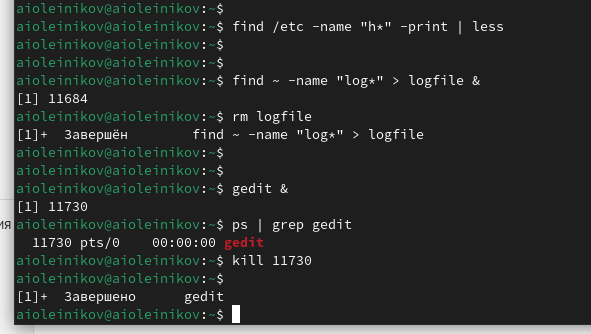 aioleinikov@aioleinikov:~$
aioleinikov@aioleinikov:~$ find /etc -name "h*" -print | less
aioleinikov@aioleinikov:~$
aioleinikov@aioleinikov:~$
aioleinikov@aioleinikov:~$ find ~ -name "log*" > logfile &
[1] 11684
aioleinikov@aioleinikov:~$ rm logfile
[1]+  Завершён        find ~ -name "log*" > logfile
aioleinikov@aioleinikov:~$
aioleinikov@aioleinikov:~$
aioleinikov@aioleinikov:~$ gedit &
[1] 11730
aioleinikov@aioleinikov:~$ ps | grep gedit
  11730 pts/0    00:00:00 gedit
aioleinikov@aioleinikov:~$ kill 11730
aioleinikov@aioleinikov:~$
[1]+  Завершено      gedit
aioleinikov@aioleinikov:~$